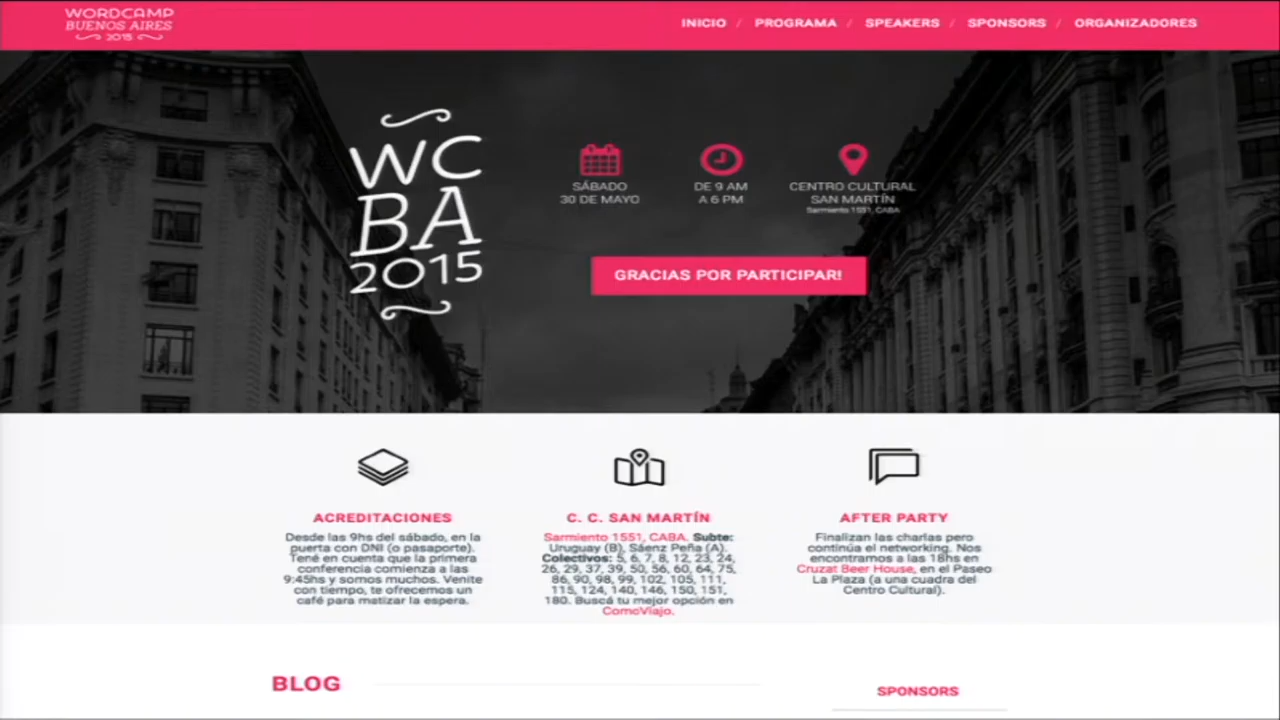 WORDCAMP
BUENOS AIRES
2015
INICIO / PROGRAMA / SPEAKERS / SPONSORS / ORGANIZADORES
WC
BA
2015
SÁBADO
30 DE MAYO
DE 9 AM
A 6 PM
CENTRO CULTURAL
SAN MARTÍN
Sarmiento 1551, CABA
GRACIAS POR PARTICIPAR!
ACREDITACIONES
Desde las 9hs del sábado, en la
puerta con DNI (o pasaporte).
Tené en cuenta que la primera
conferencia comienza a las
9:45hs y somos muchos. Venite
con tiempo, te ofrecemos un
café para matizar la espera.
C. C. SAN MARTÍN
Sarmiento 1551, CABA. Subte:
Uruguay (B), Sáenz Peña (A).
Colectivos: 5, 6, 7, 8, 12, 23, 24,
26, 29, 37, 39, 50, 56, 60, 64, 75,
86, 90, 98, 99, 102, 105, 111,
115, 124, 140, 146, 150, 151,
180. Buscá tu mejor opción en
ComoViajo.
AFTER PARTY
Finalizan las charlas pero
continúa el networking. Nos
encontramos a las 18hs en
Cruzat Beer House, en el Paseo
La Plaza (a una cuadra del
Centro Cultural).
BLOG
SPONSORS